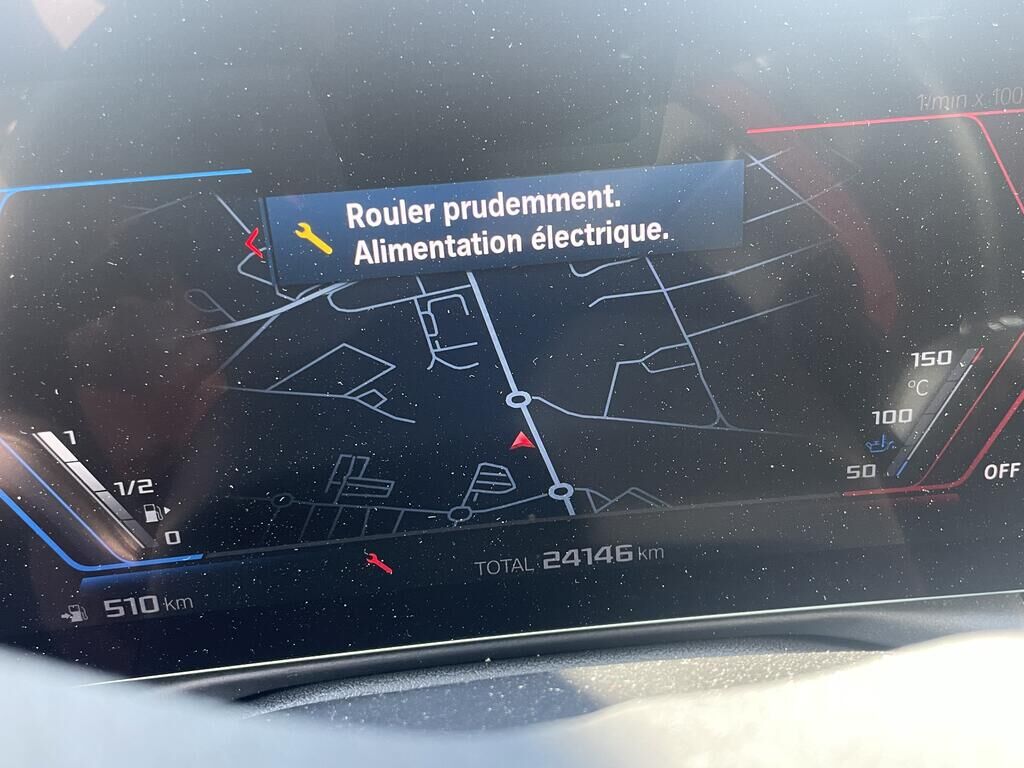 1/min x 100
Rouler prudemment.
Alimentation électrique.
150
°C
100
50
OFF
1
1/2
0
TOTAL 24146 km
510 km